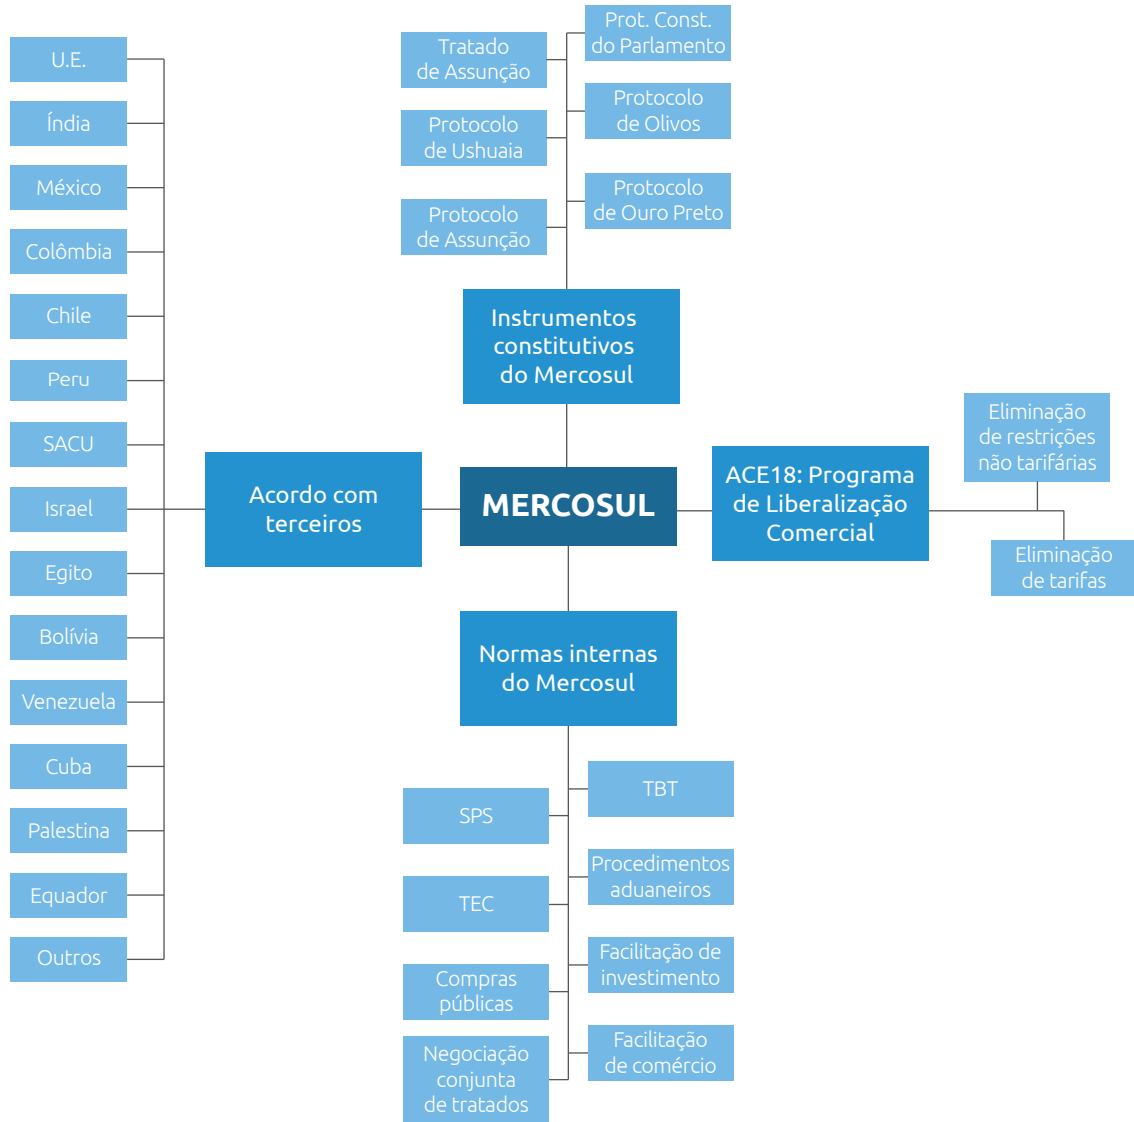 U.E.
Índia
México
Colômbia
Chile
Peru
SACU
Israel
Egito
Bolívia
Venezuela
Cuba
Palestina
Equador
Outros
Acordo com
terceiros
Tratado
de Assunção
Protocolo
de Ushuaia
Protocolo
de Assunção
Prot. Const.
do Parlamento
Protocolo
de Olivos
Protocolo
de Ouro Preto
Instrumentos
constitutivos
do Mercosul
MERCOSUL
ACE18: Programa
de Liberalização
Comercial
Eliminação
de restrições
não tarifárias
Eliminação
de tarifas
Normas internas
do Mercosul
SPS
TEC
Compras
públicas
Negociação
conjunta
de tratados
TBT
Procedimentos
aduaneiros
Facilitação de
investimento
Facilitação
de comércio